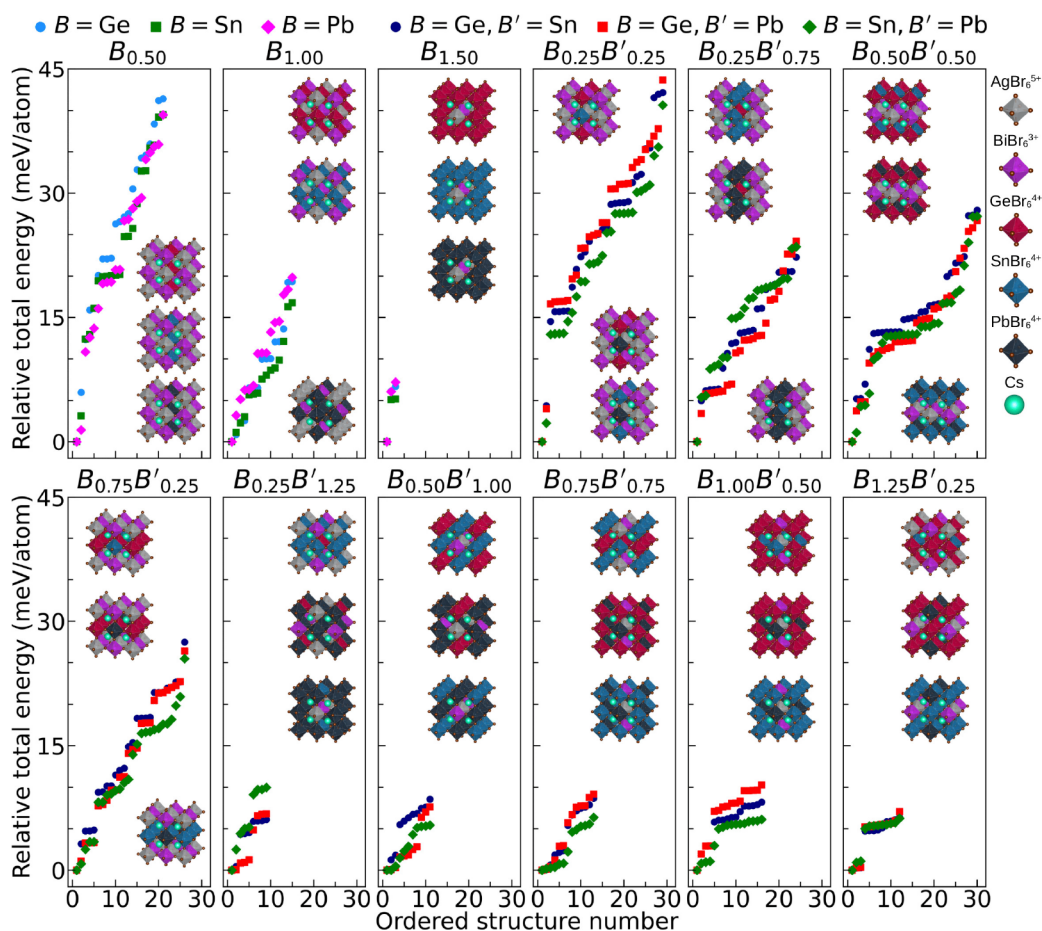 B = Ge B = Sn B = Pb B = Ge, B′ = Sn B = Ge, B′ = Pb B = Sn, B′ = Pb
B0.50 B1.00 B1.50 B0.25B′0.25 B0.25B′0.75 B0.50B′0.50
Relative total energy (meV/atom)
45
30
15
0
AgBr6^5+
BiBr6^3+
GeBr6^4+
SnBr6^4+
PbBr6^4+
Cs
B0.75B′0.25 B0.25B′1.25 B0.50B′1.00 B0.75B′0.75 B1.00B′0.50 B1.25B′0.25
Relative total energy (meV/atom)
45
30
15
0
0 10 20 30 0 10 20 30 0 10 20 30 0 10 20 30 0 10 20 30 0 10 20 30
Ordered structure number